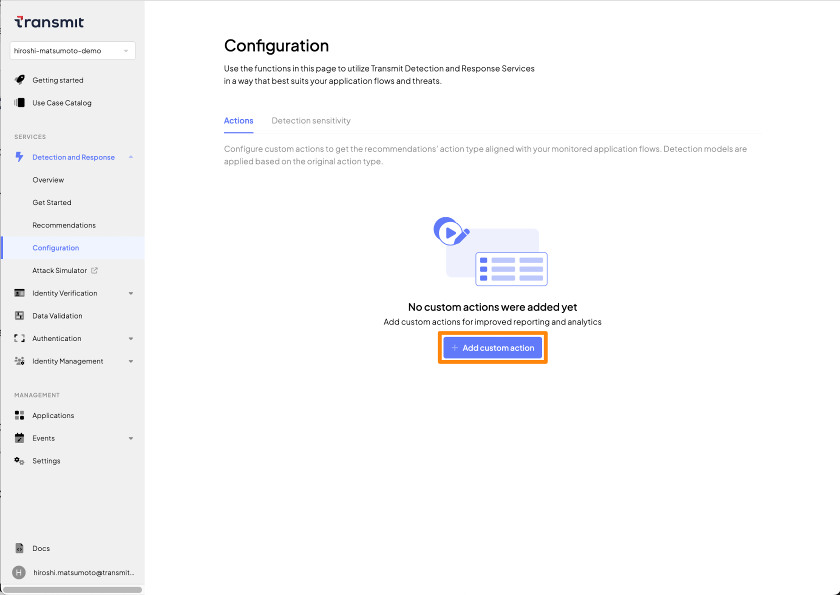 Transmit
hiroshi-matsumoto-demo
Getting started
Use Case Catalog
SERVICES
Detection and Response
Overview
Get Started
Recommendations
Configuration
Attack Simulator
Identity Verification
Data Validation
Authentication
Identity Management
MANAGEMENT
Applications
Events
Settings
Docs
H hiroshi.matsumoto@transmit...
Configuration
Use the functions in this page to utilize Transmit Detection and Response Services
in a way that best suits your application flows and threats.
Actions Detection sensitivity
Configure custom actions to get the recommendations' action type aligned with your monitored application flows. Detection models are
applied based on the original action type.
No custom actions were added yet
Add custom actions for improved reporting and analytics
+ Add custom action